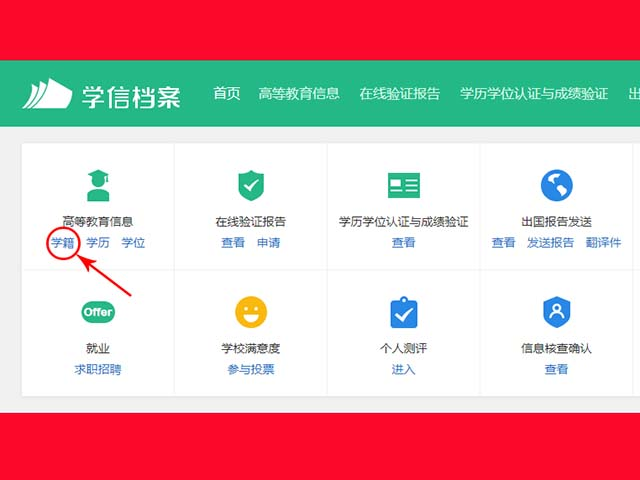 学信档案 首页 高等教育信息 在线验证报告 学历学位认证与成绩验证 出
高等教育信息 在线验证报告 学历学位认证与成绩验证 出国报告发送
学籍 学历 学位 查看 申请 查看 查看 发送报告 翻译件
Offer
就业 学校满意度 个人测评 信息核查确认
求职招聘 参与投票 进入 查看